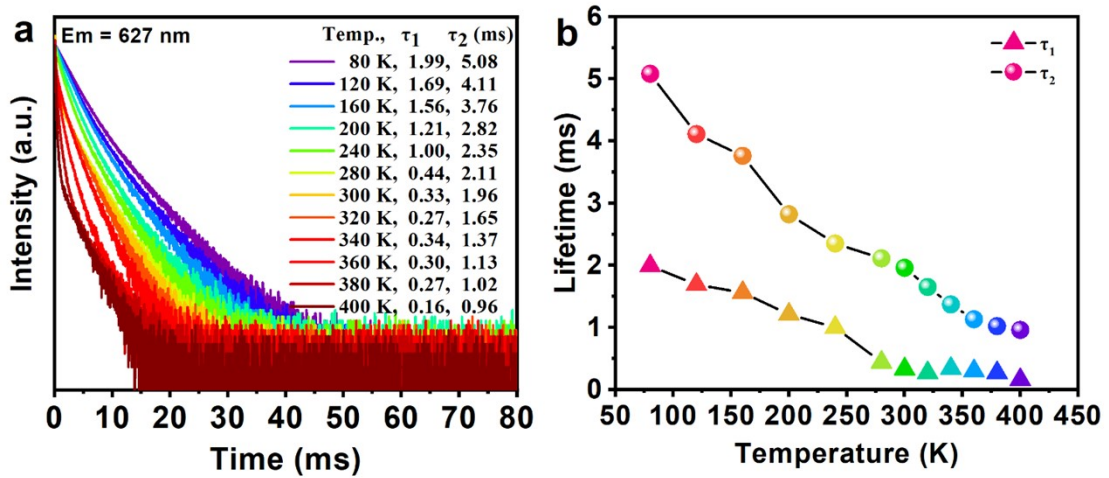 a
Em = 627 nm
Temp., τ1 τ2 (ms)
80 K, 1.99, 5.08
120 K, 1.69, 4.11
160 K, 1.56, 3.76
200 K, 1.21, 2.82
240 K, 1.00, 2.35
280 K, 0.44, 2.11
300 K, 0.33, 1.96
320 K, 0.27, 1.65
340 K, 0.34, 1.37
360 K, 0.30, 1.13
380 K, 0.27, 1.02
400 K, 0.16, 0.96
Intensity (a.u.)
0 10 20 30 40 50 60 70 80
Time (ms)
b
τ1
τ2
Lifetime (ms)
6
5
4
3
2
1
0
50 100 150 200 250 300 350 400 450
Temperature (K)